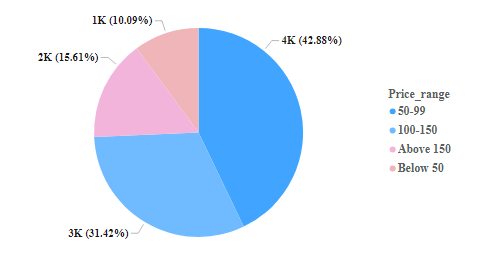 1K (10.09%)
4K (42.88%)
2K (15.61%)
3K (31.42%)
Price_range
50-99
100-150
Above 150
Below 50